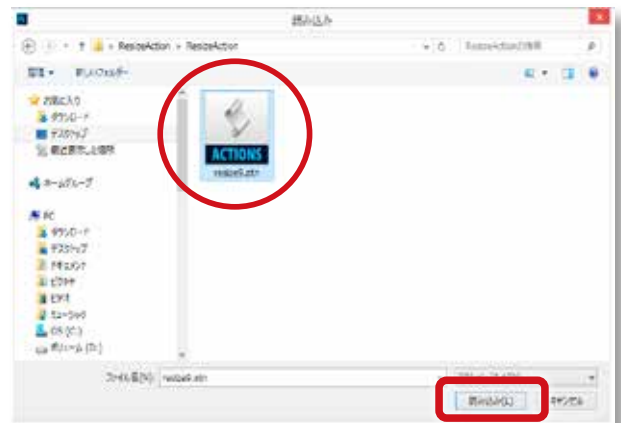 読み込み
ResizeAction ▸ ResizeAction
ResizeActionの検索
整理
新しいフォルダー
お気に入り
ダウンロード
デスクトップ
最近表示した場所
ホームグループ
PC
ダウンロード
デスクトップ
ドキュメント
ピクチャ
ビデオ
ミュージック
OS (C:)
ボリューム (D:)
ACTIONS
resize9.atn
ファイル名(N):
resize9.atn
読み込み(L)
キャンセル